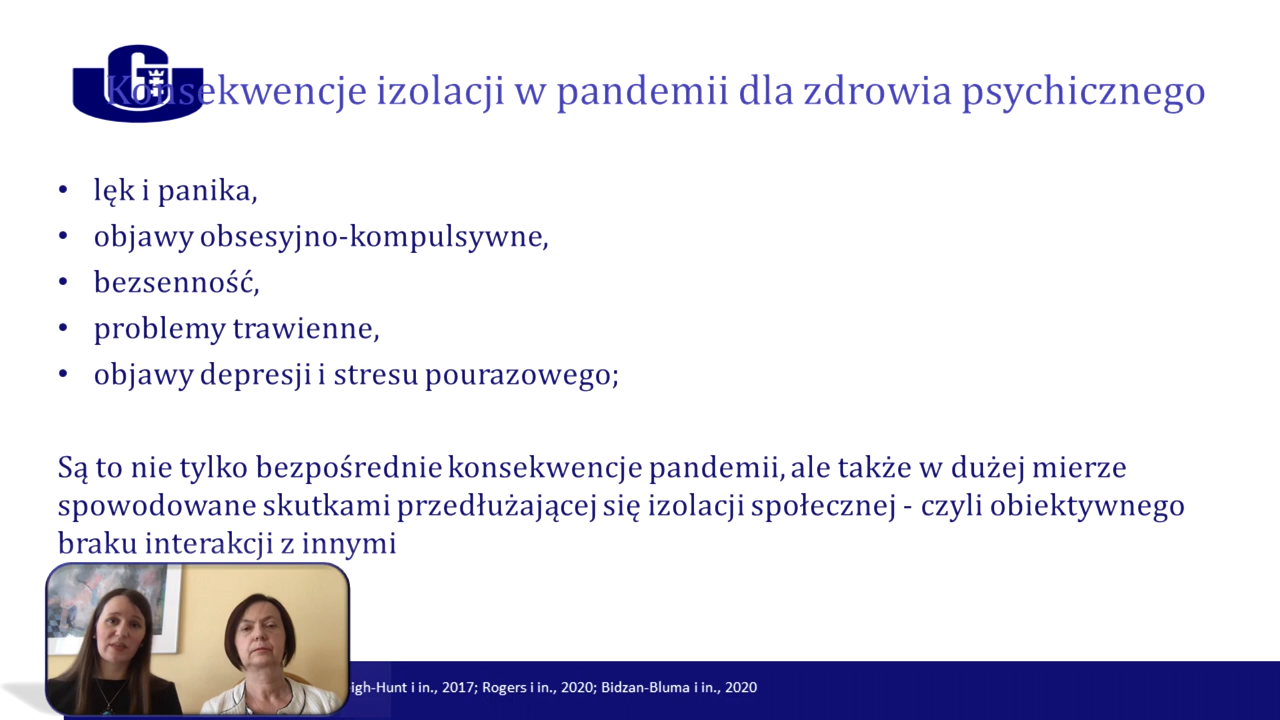 Konsekwencje izolacji w pandemii dla zdrowia psychicznego
• lęk i panika,
• objawy obsesyjno-kompulsywne,
• bezsenność,
• problemy trawienne,
• objawy depresji i stresu pourazowego;
Są to nie tylko bezpośrednie konsekwencje pandemii, ale także w dużej mierze
spowodowane skutkami przedłużającej się izolacji społecznej - czyli obiektywnego
braku interakcji z innymi
i in., 2017; Rogers i in., 2020; Bidzan-Bluma i in., 2020